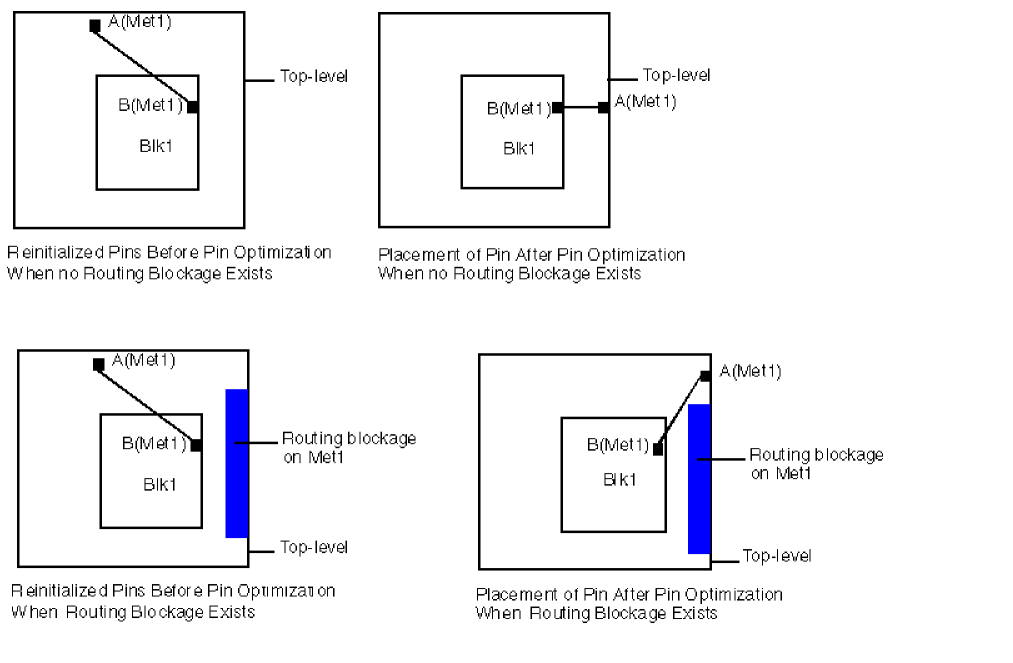 A(Met1)
Top-level
B(Met1)
Blk1
Reinitialized Pins Before Pin Optimization
When no Routing Blockage Exists
Top-level
A(Met1)
B(Met1)
Blk1
Placement of Pin After Pin Optimization
When no Routing Blockage Exists
A(Met1)
B(Met1)
Routing blockage
on Met1
Blk1
Top-level
Reinitialized Pins Before Pin Optimization
When Routing Blockage Exists
A(Met1)
B(Met1)
Routing blockage
on Met1
Blk1
Top-level
Placement of Pin After Pin Optimization
When Routing Blockage Exists